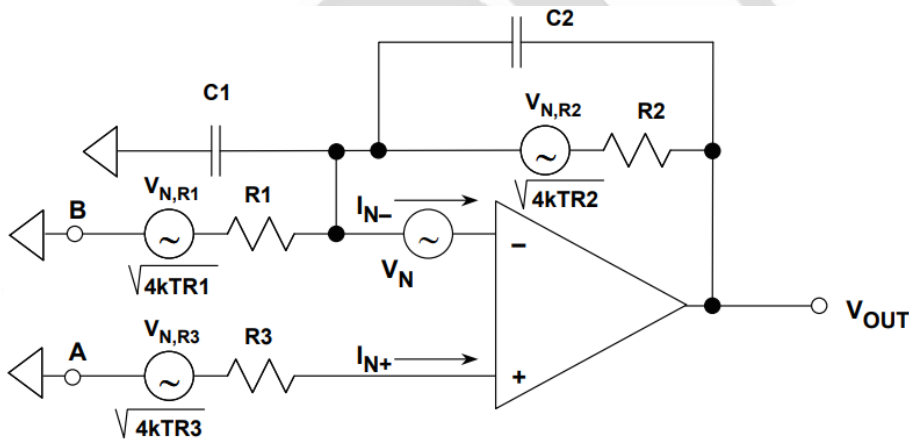 C2
C1
V_N,R2
R2
√4kTR2
B
V_N,R1
R1
I_N–
√4kTR1
V_N
–
A
V_N,R3
R3
I_N+
+
√4kTR3
V_OUT